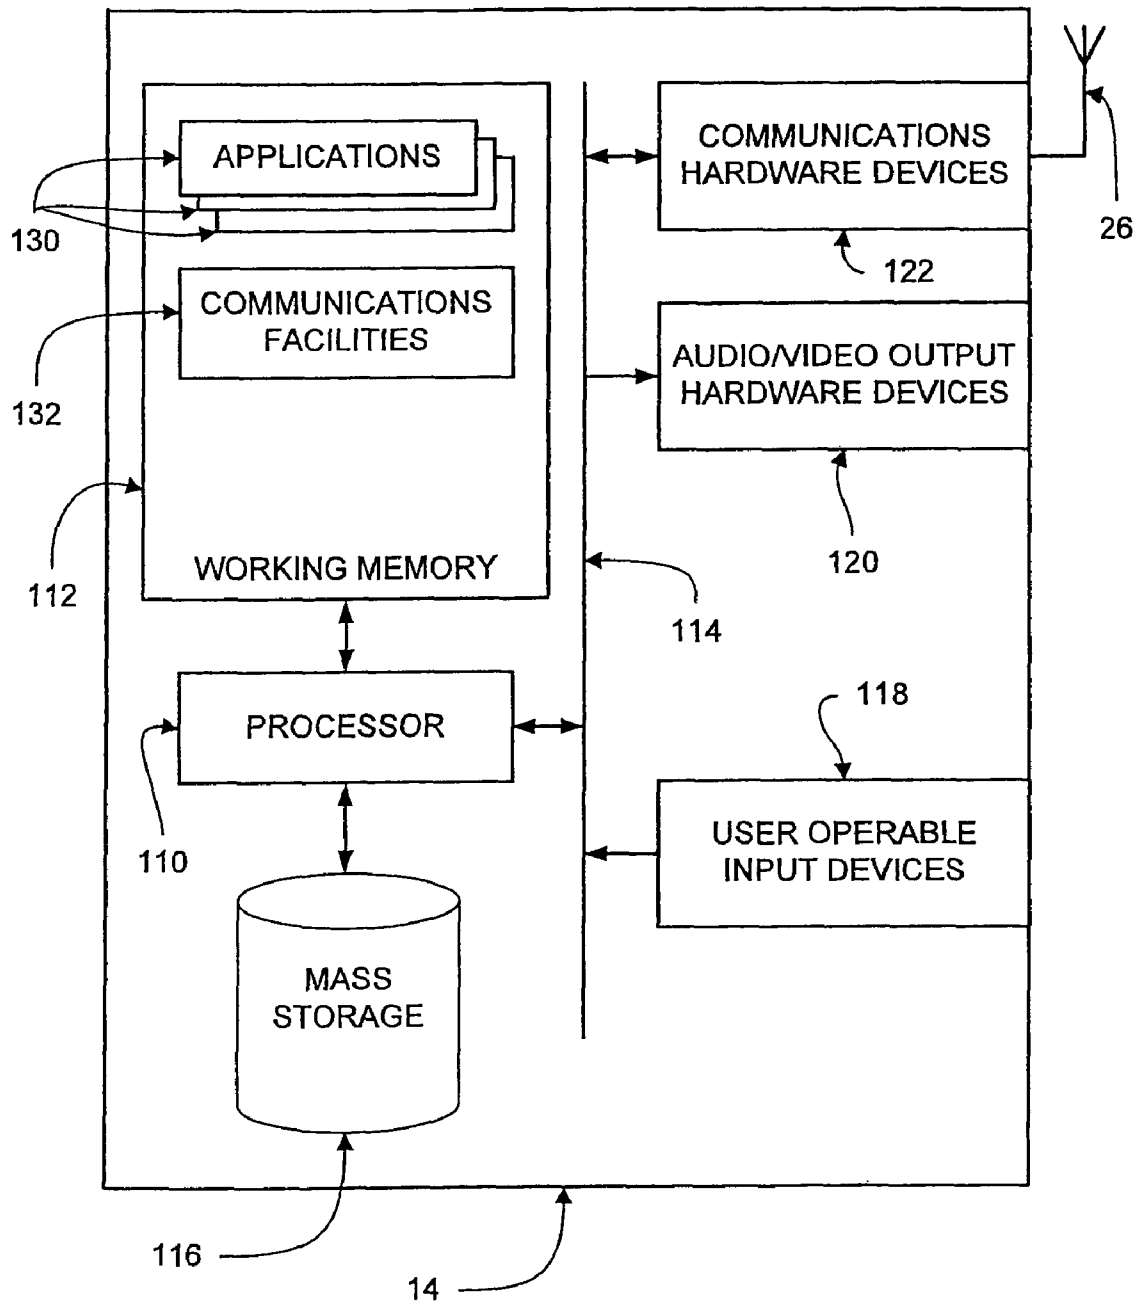 APPLICATIONS
130
COMMUNICATIONS
FACILITIES
132
WORKING MEMORY
112
PROCESSOR
110
MASS
STORAGE
116
14
COMMUNICATIONS
HARDWARE DEVICES
26
122
AUDIO/VIDEO OUTPUT
HARDWARE DEVICES
120
114
118
USER OPERABLE
INPUT DEVICES